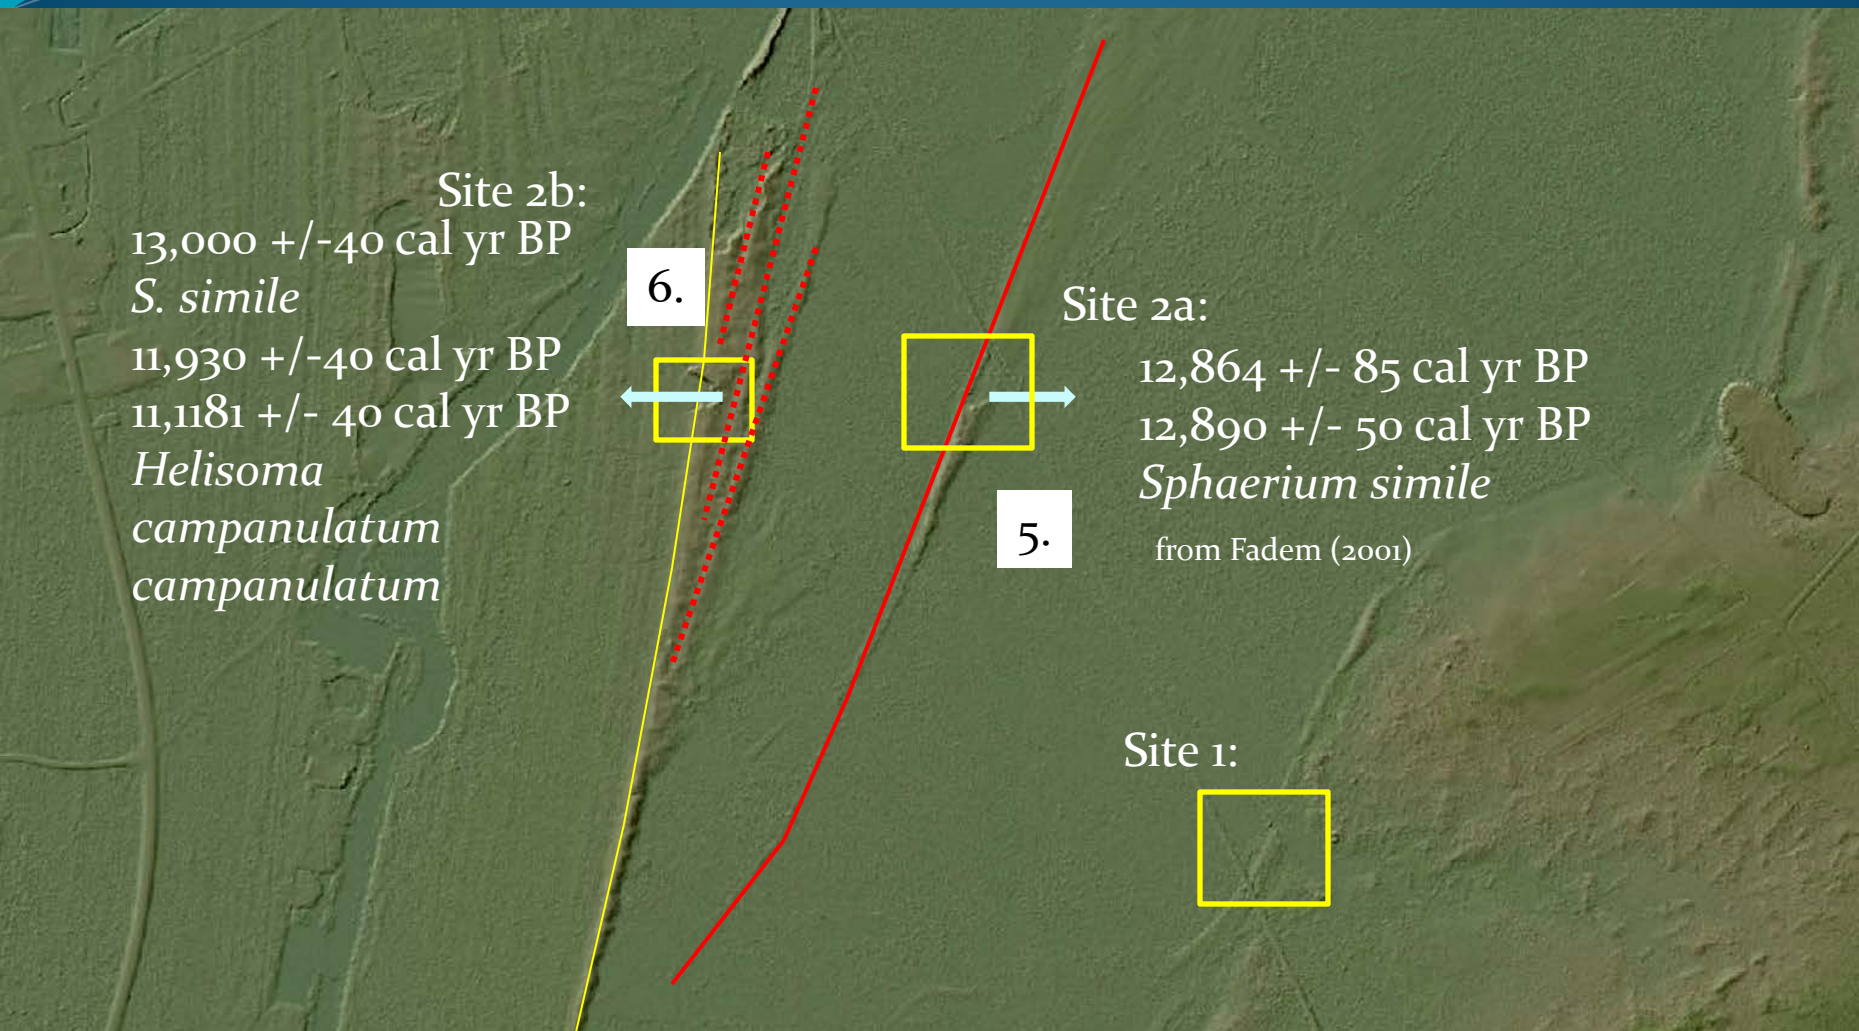 Site 2b:
13,000 +/-40 cal yr BP
S. simile
11,930 +/-40 cal yr BP
11,1181 +/- 40 cal yr BP
Helisoma
campanulatum
campanulatum
6.
Site 2a:
12,864 +/- 85 cal yr BP
12,890 +/- 50 cal yr BP
Sphaerium simile
from Fadem (2001)
5.
Site 1: